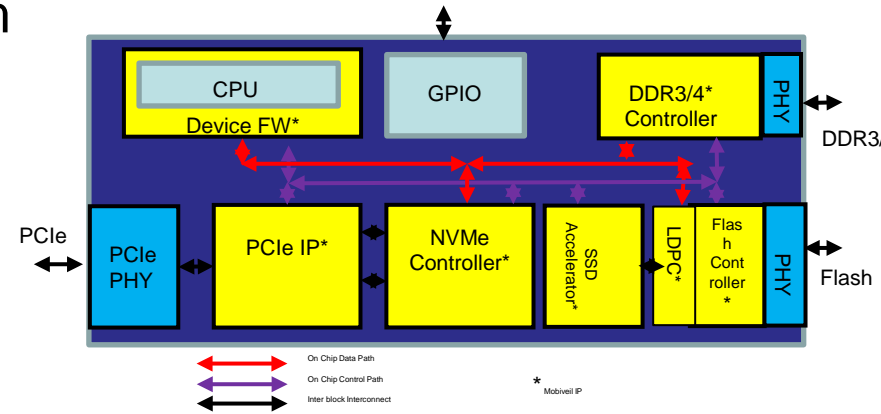 n
CPU
Device FW*
GPIO
DDR3/4*
Controller
PHY
DDR3/
PCIe
PCIe
PHY
PCIe IP*
NVMe
Controller*
SSD
Accelerator*
LDPC*
Flas
h Cont
roller
*
PHY
Flash
On Chip Data Path
On Chip Control Path
Inter block Interconnect
* Mobiveil IP